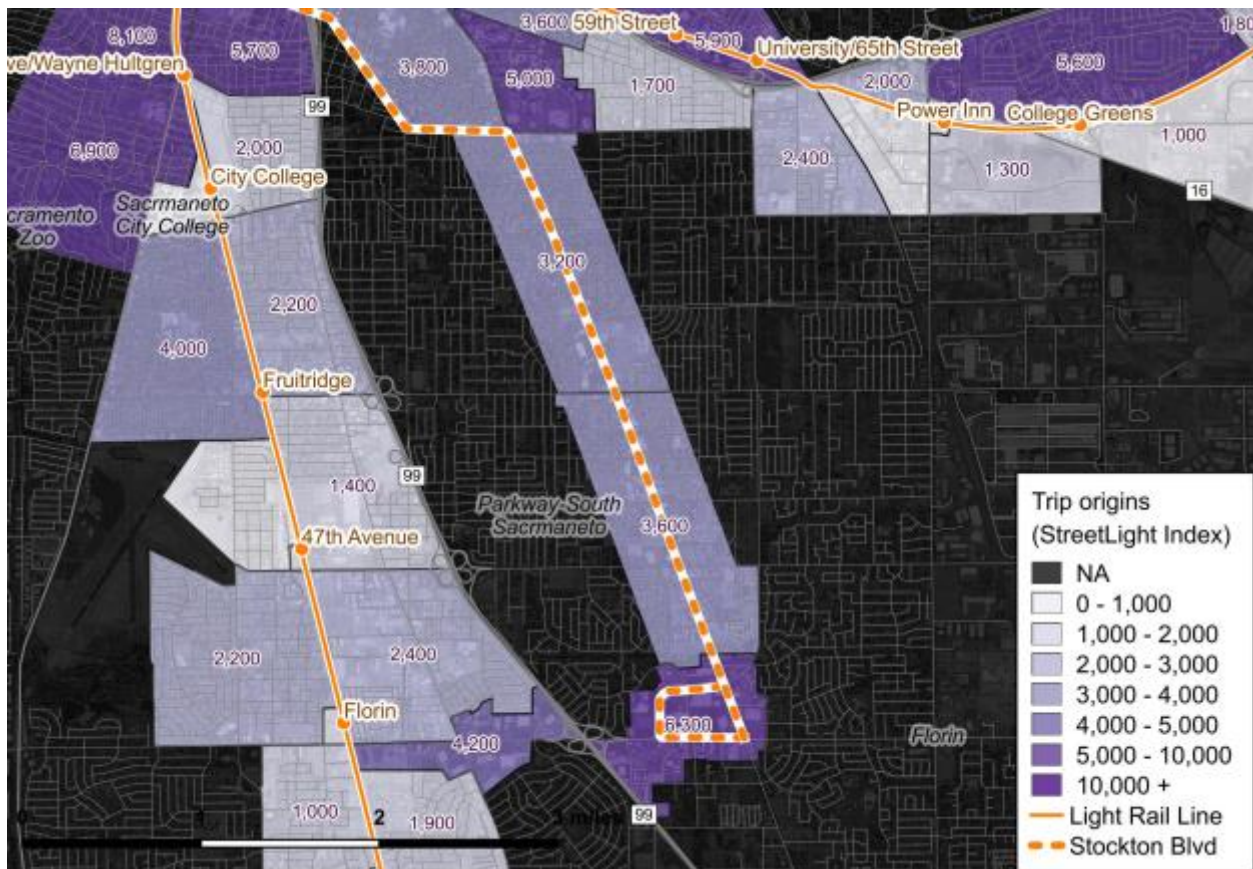 8,100
5,700
3,800
3,600
59th Street
5,900
University/65th Street
5,600
1,80
ve/Wayne Hultgren
99
5,000
1,700
2,000
Power Inn
College Greens
1,000
6,900
2,000
2,400
1,300
City College
16
cramento
Zoo
Sacrmaneto
City College
3,200
2,200
4,000
Fruitridge
99
1,400
Parkway-South
Sacrmaneto
3,600
47th Avenue
2,200
2,400
Florin
6,300
4,200
Florin
1,000
1,900
99
0
2
miles
Trip origins
(StreetLight Index)
NA
0 - 1,000
1,000 - 2,000
2,000 - 3,000
3,000 - 4,000
4,000 - 5,000
5,000 - 10,000
10,000 +
Light Rail Line
Stockton Blvd